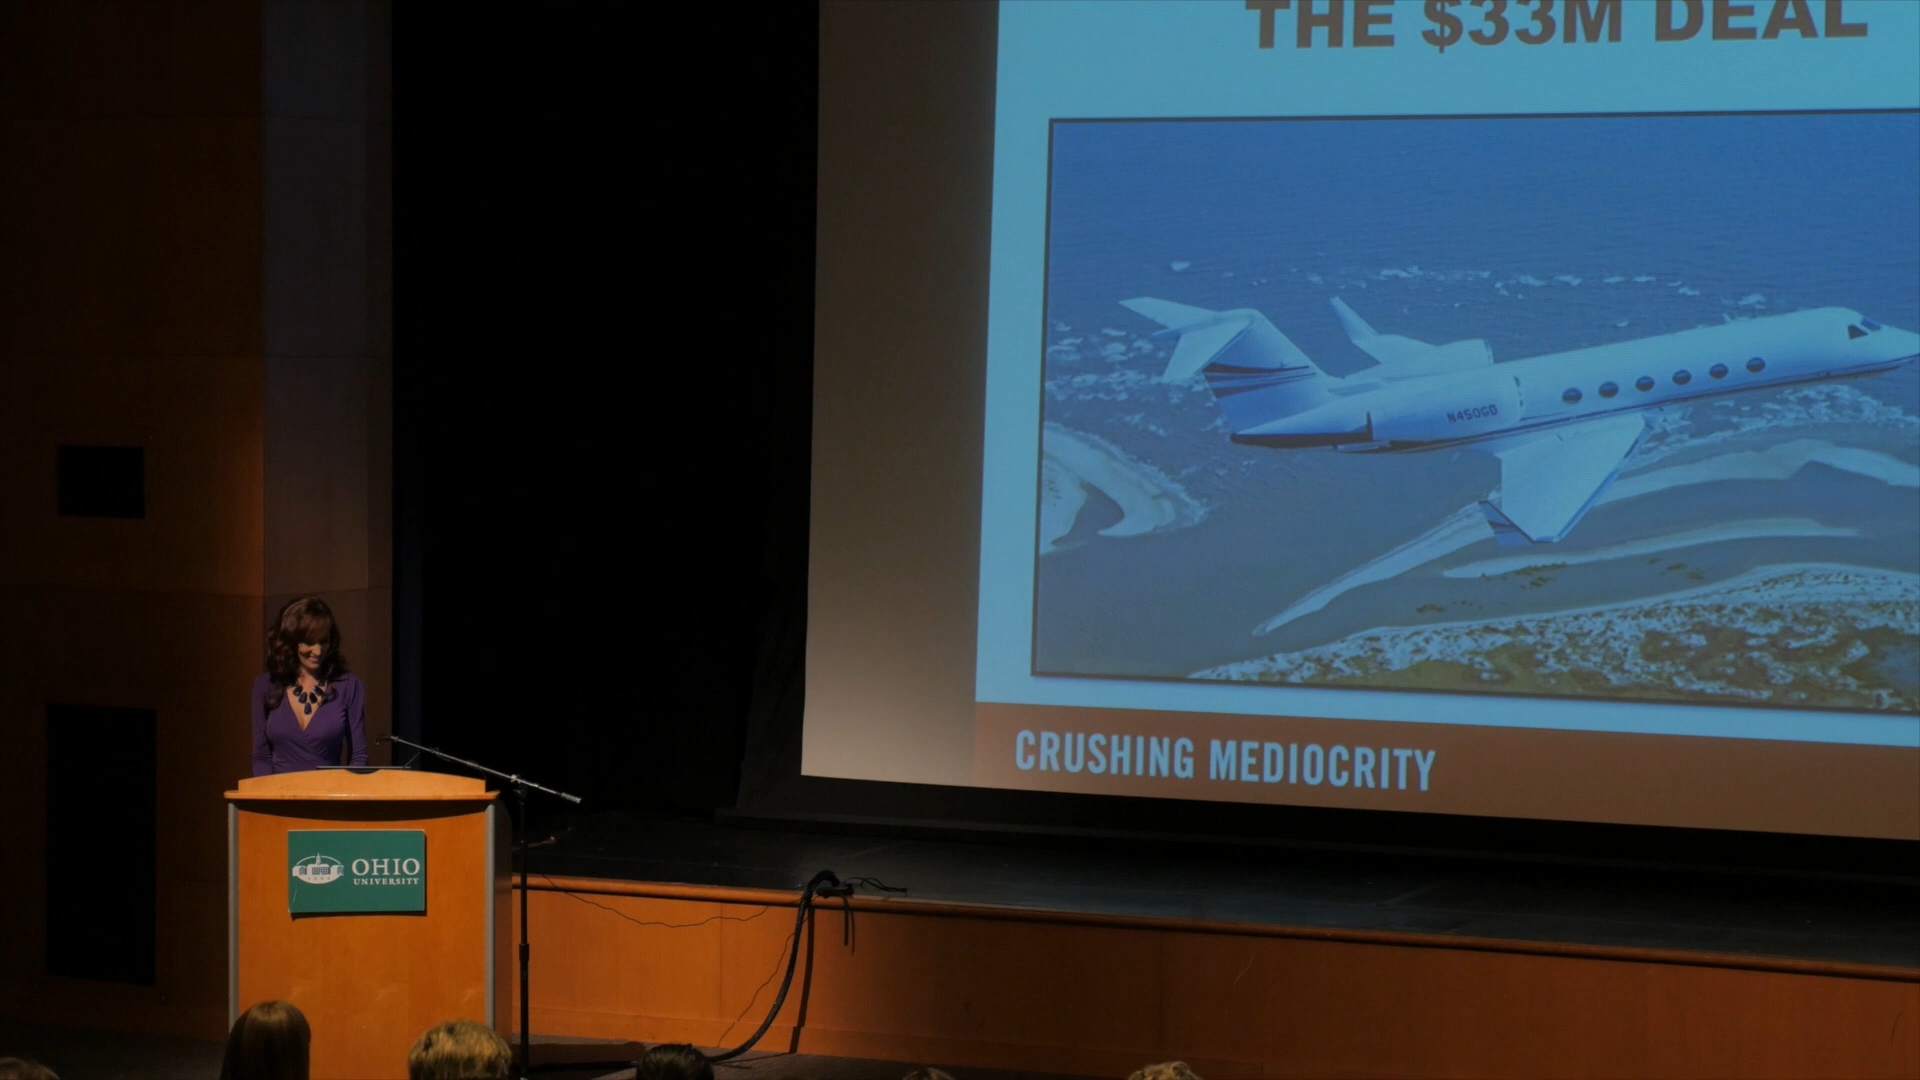 THE $33M DEAL
N450GD
CRUSHING MEDIOCRITY
OHIO
UNIVERSITY